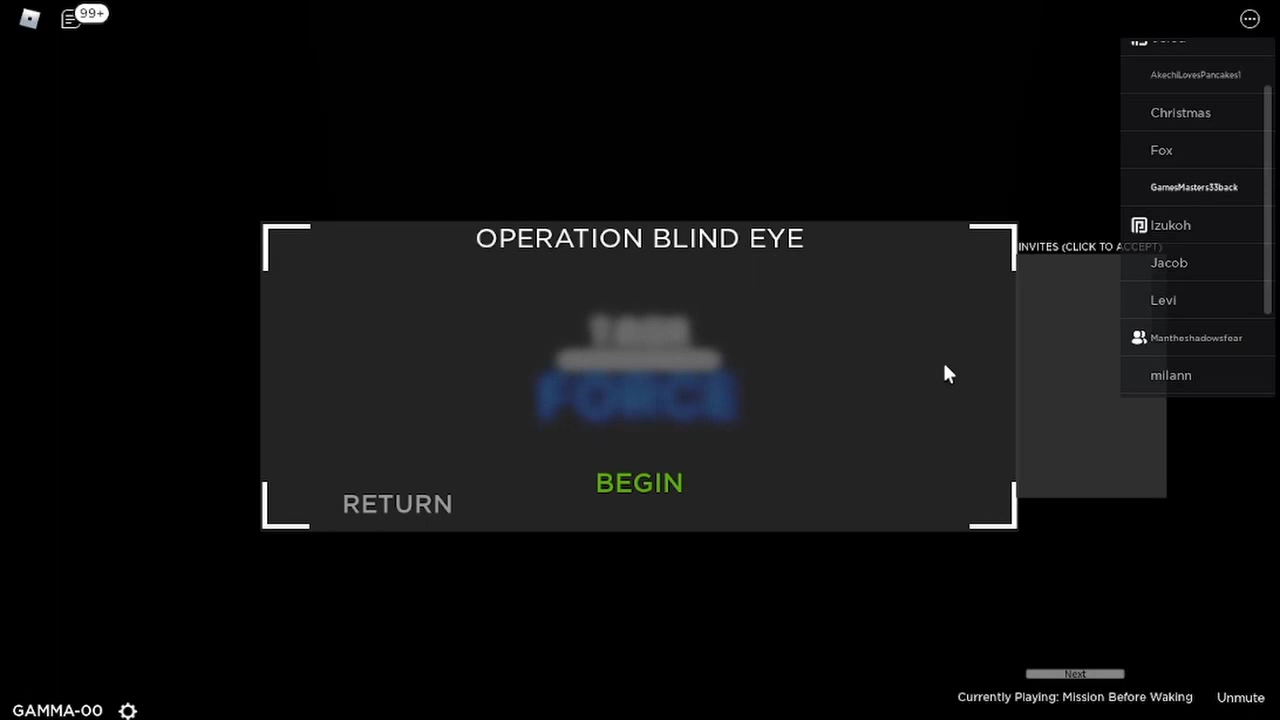 99+
AkechiLovesPancakes1
Christmas
Fox
GamesMasters33back
Izukoh
Jacob
Levi
Mantheshadowsfear
milann
INVITES (CLICK TO ACCEPT)
OPERATION BLIND EYE
FORCE
BEGIN
RETURN
Next
Currently Playing: Mission Before Waking
Unmute
GAMMA-00